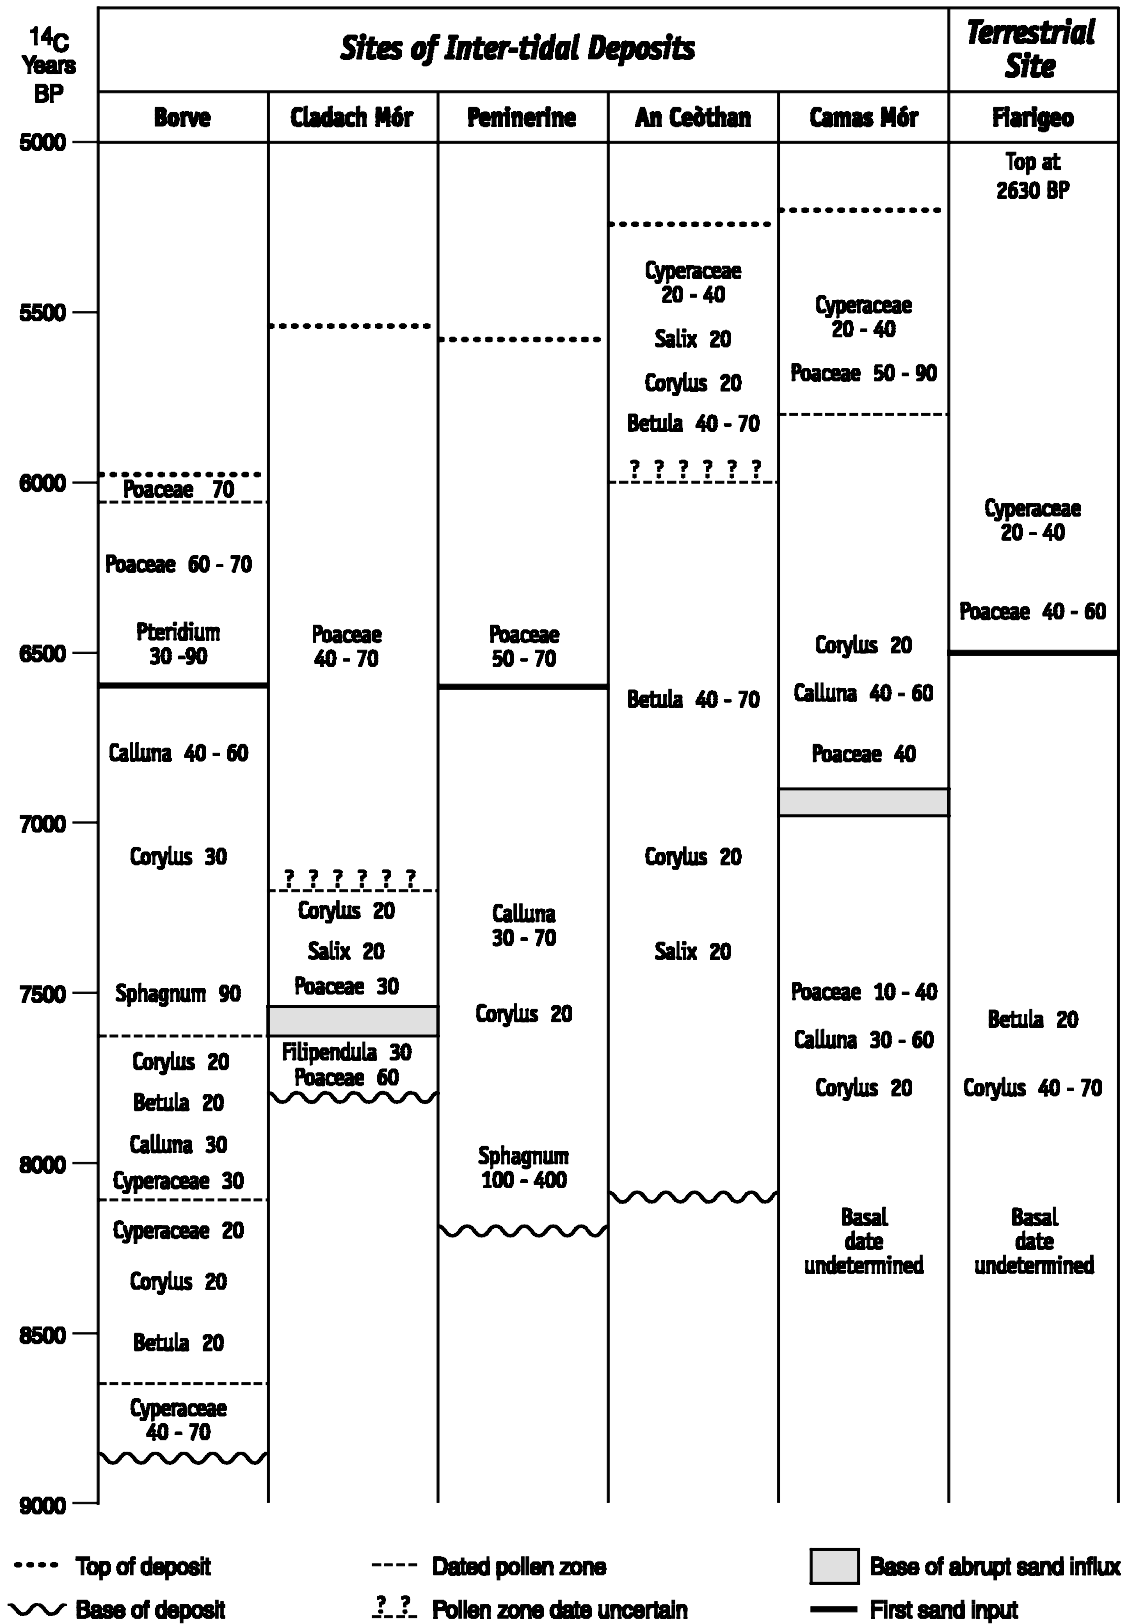 14C
Years
BP
Sites of Inter-tidal Deposits
Terrestrial
Site
Borve
Cladach Mór
Peninerine
An Ceòthan
Camas Mór
Fiarigeo
5000
5500
6000
6500
7000
7500
8000
8500
9000
Poaceae 70
Poaceae 60 - 70
Pteridium
30 -90
Calluna 40 - 60
Corylus 30
Sphagnum 90
Corylus 20
Betula 20
Calluna 30
Cyperaceae 30
Cyperaceae 20
Corylus 20
Betula 20
Cyperaceae
40 - 70
Poaceae
40 - 70
? ? ? ? ? ?
Corylus 20
Salix 20
Poaceae 30
Filipendula 30
Poaceae 60
Poaceae
50 - 70
Calluna
30 - 70
Corylus 20
Sphagnum
100 - 400
Cyperaceae
20 - 40
Salix 20
Corylus 20
Betula 40 - 70
? ? ? ? ? ?
Betula 40 - 70
Corylus 20
Salix 20
Cyperaceae
20 - 40
Poaceae 50 - 90
Corylus 20
Calluna 40 - 60
Poaceae 40
Poaceae 10 - 40
Calluna 30 - 60
Corylus 20
Basal
date
undetermined
Top at
2630 BP
Cyperaceae
20 - 40
Poaceae 40 - 60
Betula 20
Corylus 40 - 70
Basal
date
undetermined
Top of deposit
Dated pollen zone
Base of abrupt sand influx
Base of deposit
? ?
Pollen zone date uncertain
First sand input